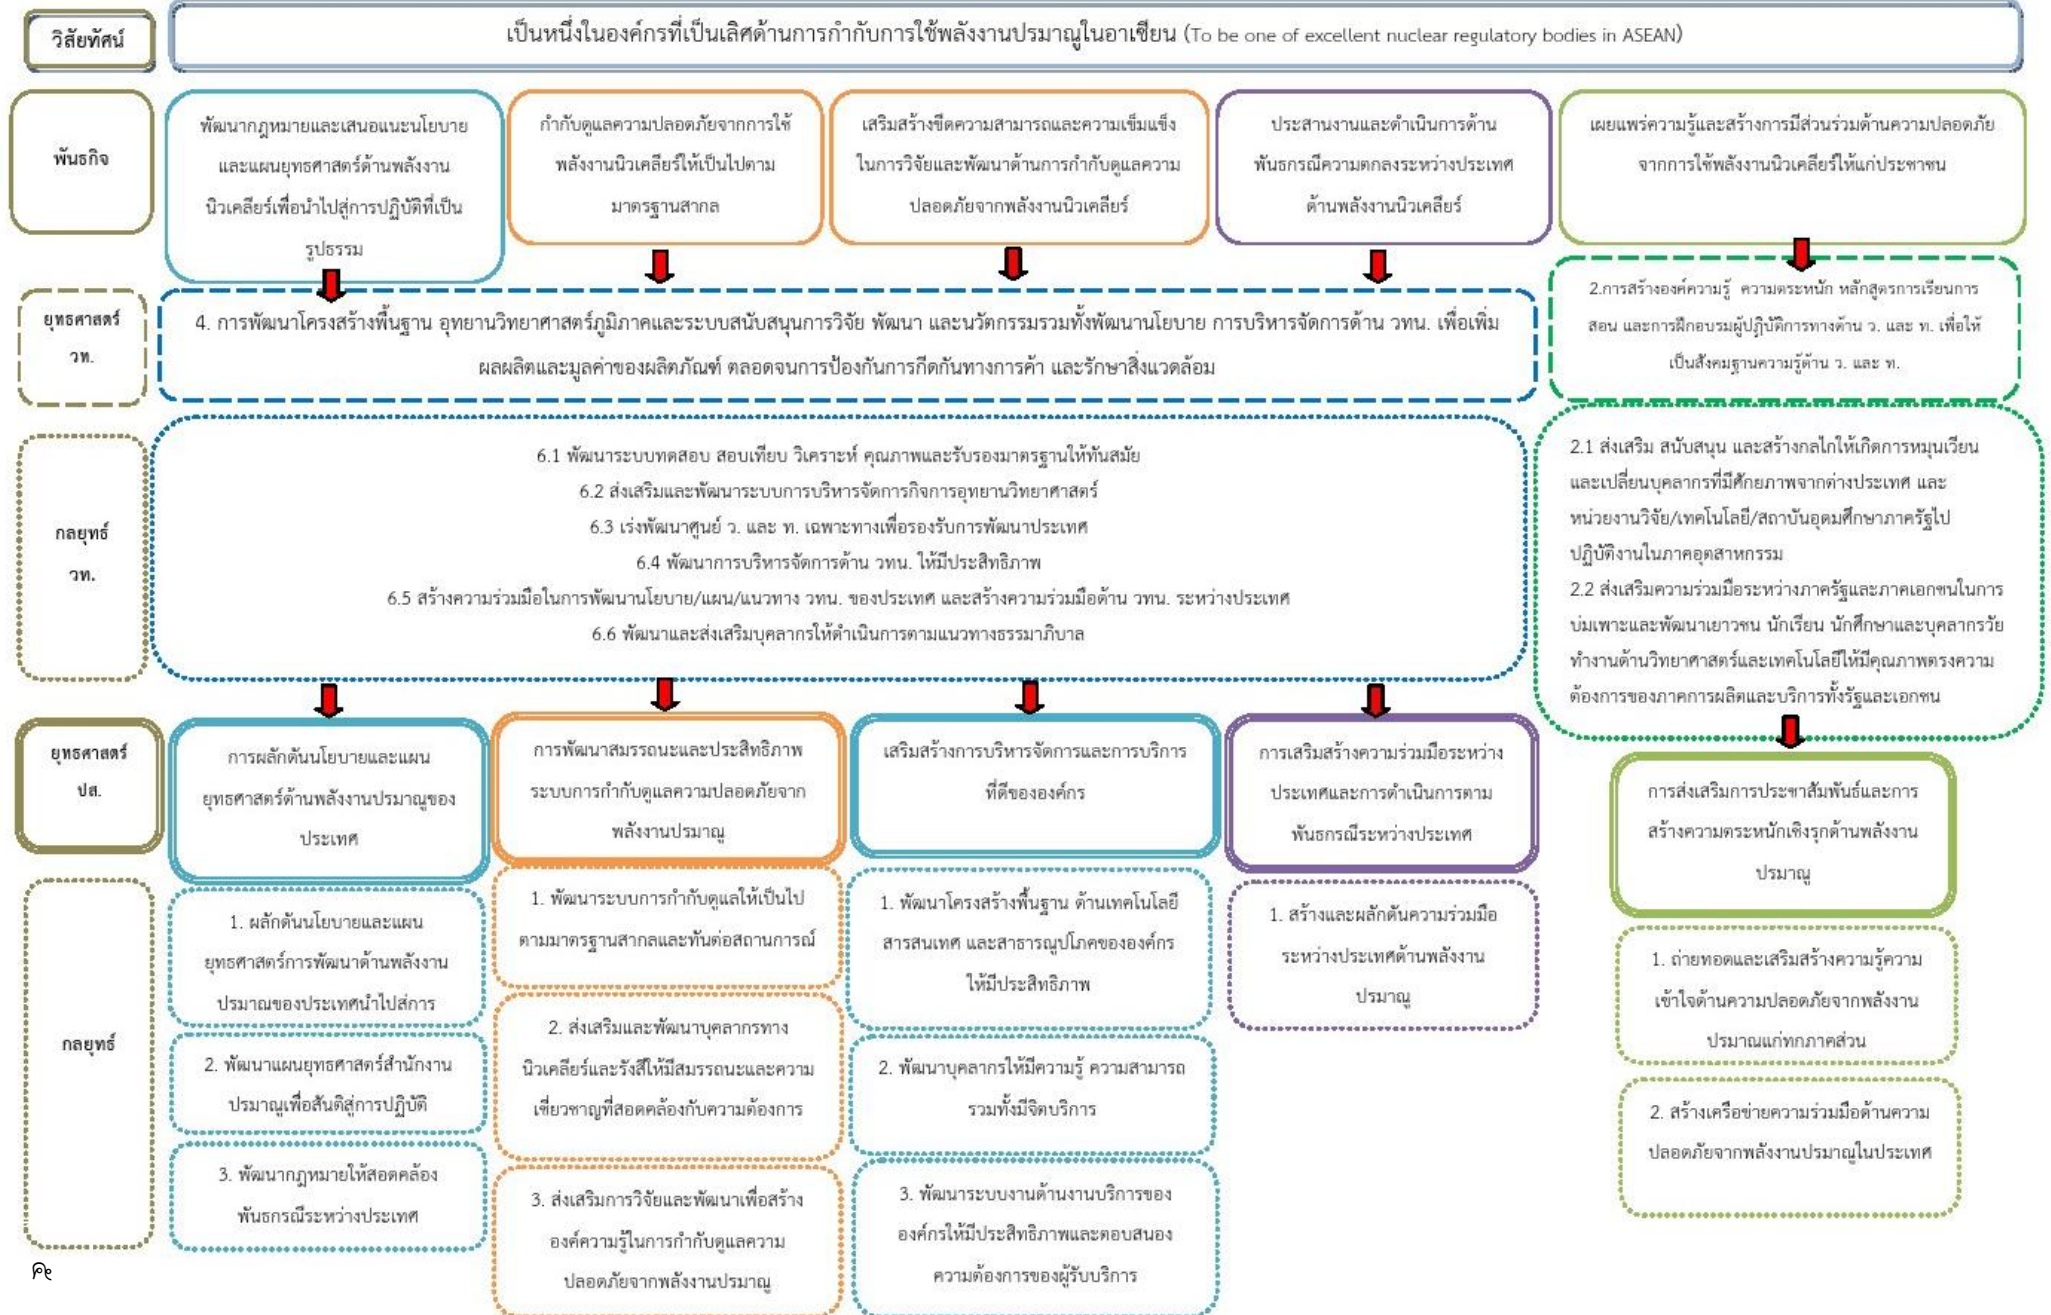 วิสัยทัศน์
เป็นหนึ่งในองค์กรที่เป็นเลิศด้านการกำกับการใช้พลังงานปรมาณูในอาเซียน (To be one of excellent nuclear regulatory bodies in ASEAN)
พันธกิจ
พัฒนากฎหมายและเสนอแนะนโยบาย
และแผนยุทธศาสตร์ด้านพลังงาน
นิวเคลียร์เพื่อนำไปสู่การปฏิบัติที่เป็น
รูปธรรม
กำกับดูแลความปลอดภัยจากการใช้
พลังงานนิวเคลียร์ให้เป็นไปตาม
มาตรฐานสากล
เสริมสร้างขีดความสามารถและความเข้มแข็ง
ในการวิจัยและพัฒนาด้านการกำกับดูแลความ
ปลอดภัยจากพลังงานนิวเคลียร์
ประสานงานและดำเนินการด้าน
พันธกรณีความตกลงระหว่างประเทศ
ด้านพลังงานนิวเคลียร์
เผยแพร่ความรู้และสร้างการมีส่วนร่วมด้านความปลอดภัย
จากการใช้พลังงานนิวเคลียร์ให้แก่ประชาชน
ยุทธศาสตร์
วท.
4. การพัฒนาโครงสร้างพื้นฐาน อุทยานวิทยาศาสตร์ภูมิภาคและระบบสนับสนุนการวิจัย พัฒนา และนวัตกรรมรวมทั้งพัฒนานโยบาย การบริหารจัดการด้าน วทน. เพื่อเพิ่ม
ผลผลิตและมูลค่าของผลิตภัณฑ์ ตลอดจนการป้องกันการกีดกันทางการค้า และรักษาสิ่งแวดล้อม
2.การสร้างองค์ความรู้ ความตระหนัก หลักสูตรการเรียนการ
สอน และการฝึกอบรมผู้ปฏิบัติการทางด้าน ว. และ ท. เพื่อให้
เป็นสังคมฐานความรู้ด้าน ว. และ ท.
กลยุทธ์
วท.
6.1 พัฒนาระบบทดสอบ สอบเทียบ วิเคราะห์ คุณภาพและรับรองมาตรฐานให้ทันสมัย
6.2 ส่งเสริมและพัฒนาระบบการบริหารจัดการกิจการอุทยานวิทยาศาสตร์
6.3 เร่งพัฒนาศูนย์ ว. และ ท. เฉพาะทางเพื่อรองรับการพัฒนาประเทศ
6.4 พัฒนาการบริหารจัดการด้าน วทน. ให้มีประสิทธิภาพ
6.5 สร้างความร่วมมือในการพัฒนานโยบาย/แผน/แนวทาง วทน. ของประเทศ และสร้างความร่วมมือด้าน วทน. ระหว่างประเทศ
6.6 พัฒนาและส่งเสริมบุคลากรให้ดำเนินการตามแนวทางธรรมาภิบาล
2.1 ส่งเสริม สนับสนุน และสร้างกลไกให้เกิดการหมุนเวียน
และเปลี่ยนบุคลากรที่มีศักยภาพจากต่างประเทศ และ
หน่วยงานวิจัย/เทคโนโลยี/สถาบันอุดมศึกษาภาครัฐไป
ปฏิบัติงานในภาคอุตสาหกรรม
2.2 ส่งเสริมความร่วมมือระหว่างภาครัฐและภาคเอกชนในการ
บ่มเพาะและพัฒนาเยาวชน นักเรียน นักศึกษาและบุคลากรวัย
ทำงานด้านวิทยาศาสตร์และเทคโนโลยีให้มีคุณภาพตรงความ
ต้องการของภาคการผลิตและบริการทั้งรัฐและเอกชน
ยุทธศาสตร์
ปส.
การผลักดันนโยบายและแผน
ยุทธศาสตร์ด้านพลังงานปรมาณูของ
ประเทศ
การพัฒนาสมรรถนะและประสิทธิภาพ
ระบบการกำกับดูแลความปลอดภัยจาก
พลังงานปรมาณู
เสริมสร้างการบริหารจัดการและการบริการ
ที่ดีขององค์กร
การเสริมสร้างความร่วมมือระหว่าง
ประเทศและการดำเนินการตาม
พันธกรณีระหว่างประเทศ
การส่งเสริมการประชาสัมพันธ์และการ
สร้างความตระหนักเชิงรุกด้านพลังงาน
ปรมาณู
กลยุทธ์
1. ผลักดันนโยบายและแผน
ยุทธศาสตร์การพัฒนาด้านพลังงาน
ปรมาณูของประเทศนำไปสู่การ
2. พัฒนาแผนยุทธศาสตร์สำนักงาน
ปรมาณูเพื่อสันติสู่การปฏิบัติ
3. พัฒนากฎหมายให้สอดคล้อง
พันธกรณีระหว่างประเทศ
1. พัฒนาระบบการกำกับดูแลให้เป็นไป
ตามมาตรฐานสากลและทันต่อสถานการณ์
2. ส่งเสริมและพัฒนาบุคลากรทาง
นิวเคลียร์และรังสีให้มีสมรรถนะและความ
เชี่ยวชาญที่สอดคล้องกับความต้องการ
3. ส่งเสริมการวิจัยและพัฒนาเพื่อสร้าง
องค์ความรู้ในการกำกับดูแลความ
ปลอดภัยจากพลังงานปรมาณู
1. พัฒนาโครงสร้างพื้นฐาน ด้านเทคโนโลยี
สารสนเทศ และสาธารณูปโภคขององค์กร
ให้มีประสิทธิภาพ
2. พัฒนาบุคลากรให้มีความรู้ ความสามารถ
รวมทั้งมีจิตบริการ
3. พัฒนาระบบงานด้านงานบริการของ
องค์กรให้มีประสิทธิภาพและตอบสนอง
ความต้องการของผู้รับบริการ
1. สร้างและผลักดันความร่วมมือ
ระหว่างประเทศด้านพลังงาน
ปรมาณู
1. ถ่ายทอดและเสริมสร้างความรู้ความ
เข้าใจด้านความปลอดภัยจากพลังงาน
ปรมาณูแก่ทุกภาคส่วน
2. สร้างเครือข่ายความร่วมมือด้านความ
ปลอดภัยจากพลังงานปรมาณูในประเทศ